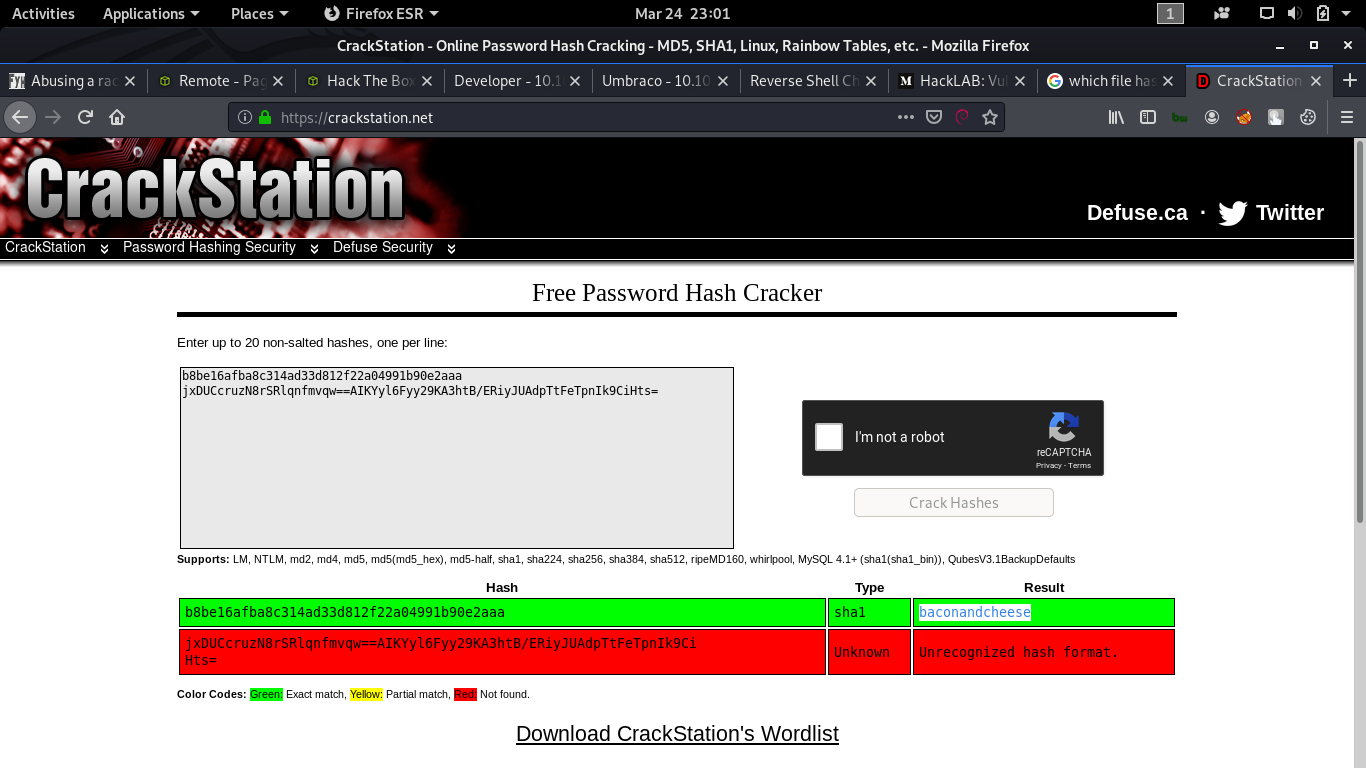 Activities Applications Places Firefox ESR Mar 24 23:01 1
CrackStation - Online Password Hash Cracking - MD5, SHA1, Linux, Rainbow Tables, etc. - Mozilla Firefox
Abusing a rac Remote - Pag Hack The Box Developer - 10.1 Umbraco - 10.10 Reverse Shell Ch M HackLAB: Vul which file has CrackStation
https://crackstation.net
CrackStation
Defuse.ca · Twitter
CrackStation Password Hashing Security Defuse Security
Free Password Hash Cracker
Enter up to 20 non-salted hashes, one per line:
b8be16afba8c314ad33d812f22a04991b90e2aaa
jxDUCcruzN8rSRlqnfmvqw==AIKYyl6Fyy29KA3htB/ERiyJUAdpTtFeTpnIk9CiHts=
I'm not a robot
reCAPTCHA
Privacy - Terms
Crack Hashes
Supports: LM, NTLM, md2, md4, md5, md5(md5_hex), md5-half, sha1, sha224, sha256, sha384, sha512, ripeMD160, whirlpool, MySQL 4.1+ (sha1(sha1_bin)), QubesV3.1BackupDefaults
Hash Type Result
b8be16afba8c314ad33d812f22a04991b90e2aaa sha1 baconandcheese
jxDUCcruzN8rSRlqnfmvqw==AIKYyl6Fyy29KA3htB/ERiyJUAdpTtFeTpnIk9Ci
Hts= Unknown Unrecognized hash format.
Color Codes: Green: Exact match, Yellow: Partial match, Red: Not found.
Download CrackStation's Wordlist